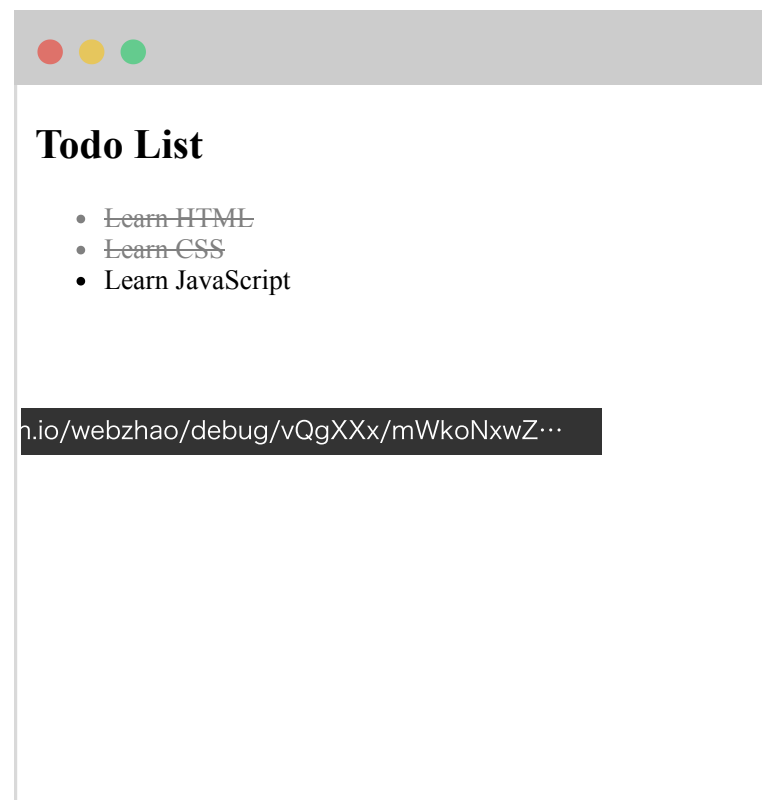 Todo List
Learn HTML
Learn CSS
Learn JavaScript
n.io/webzhao/debug/vQgXXx/mWkoNxwZ…